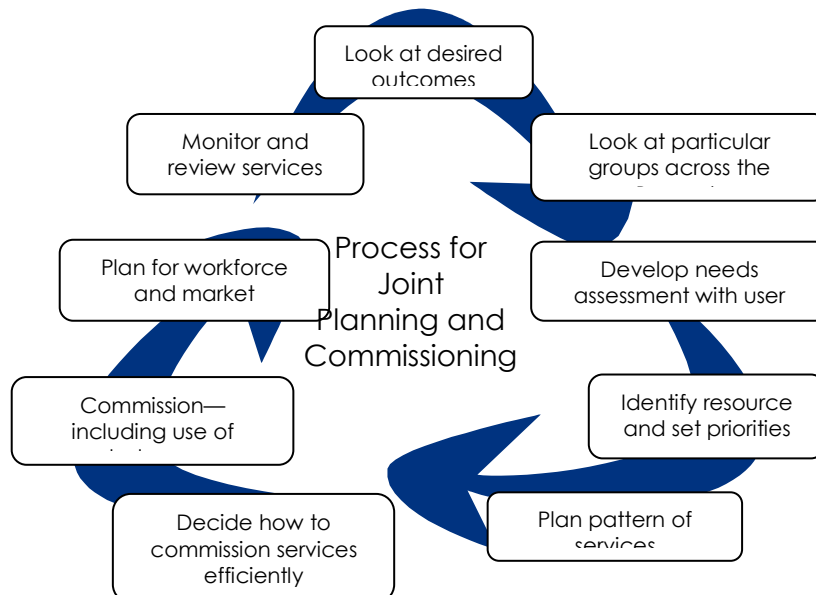 Look at desired
outcomes
Look at particular
groups across the
Develop needs
assessment with user
Identify resource
and set priorities
Plan pattern of
services
Decide how to
commission services
efficiently
Commission—
including use of
Plan for workforce
and market
Monitor and
review services
Process for
Joint
Planning and
Commissioning